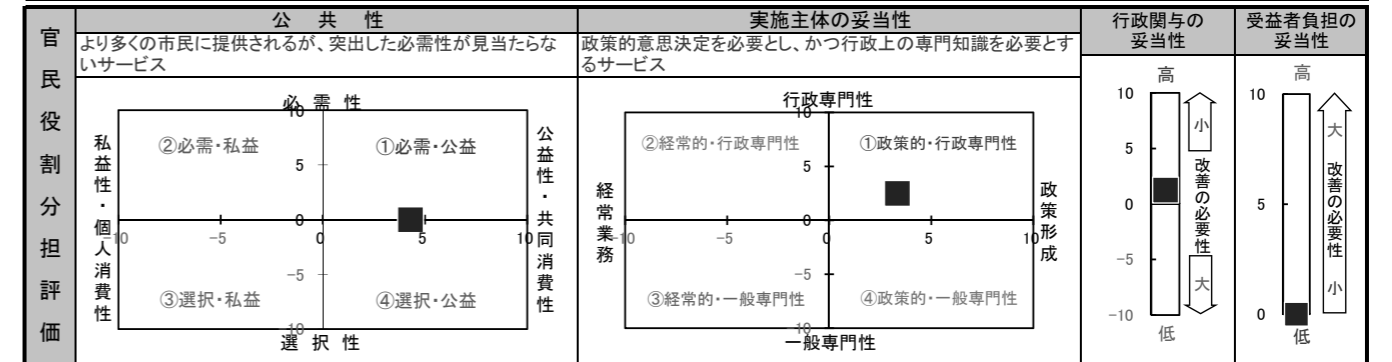 官民役割分担評価
公共性
より多くの市民に提供されるが、突出した必需性が見当たらな
いサービス
必需性
私益性・個人消費性
公益性・共同消費性
②必需・私益
①必需・公益
10
5
0
-10
-5
0
5
10
-5
③選択・私益
④選択・公益
-10
選択性
実施主体の妥当性
政策的意思決定を必要とし、かつ行政上の専門知識を必要とす
るサービス
行政専門性
経常業務
政策形成
②経常的・行政専門性
①政策的・行政専門性
10
5
0
-10
-5
0
5
10
-5
③経常的・一般専門性
④政策的・一般専門性
-10
一般専門性
行政関与の
妥当性
高
10
5
0
-5
-10
低
小
改善の必要性
大
受益者負担の
妥当性
高
10
5
0
低
大
改善の必要性
小